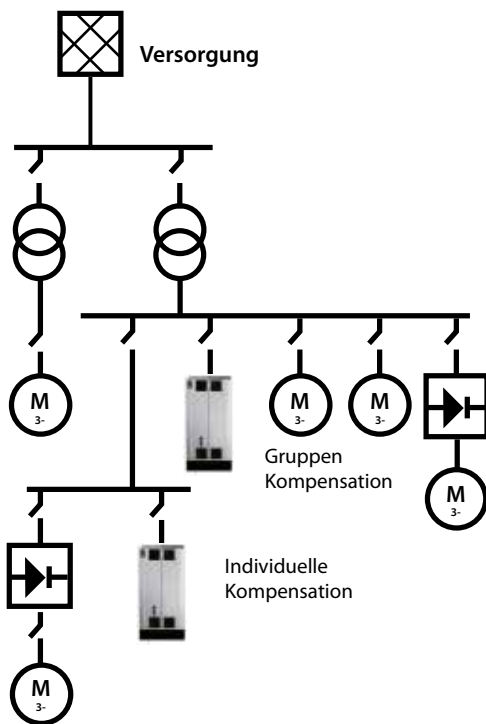 Versorgung
M
3-
M
3-
M
3-
Gruppen
Kompensation
M
3-
Individuelle
Kompensation
M
3-